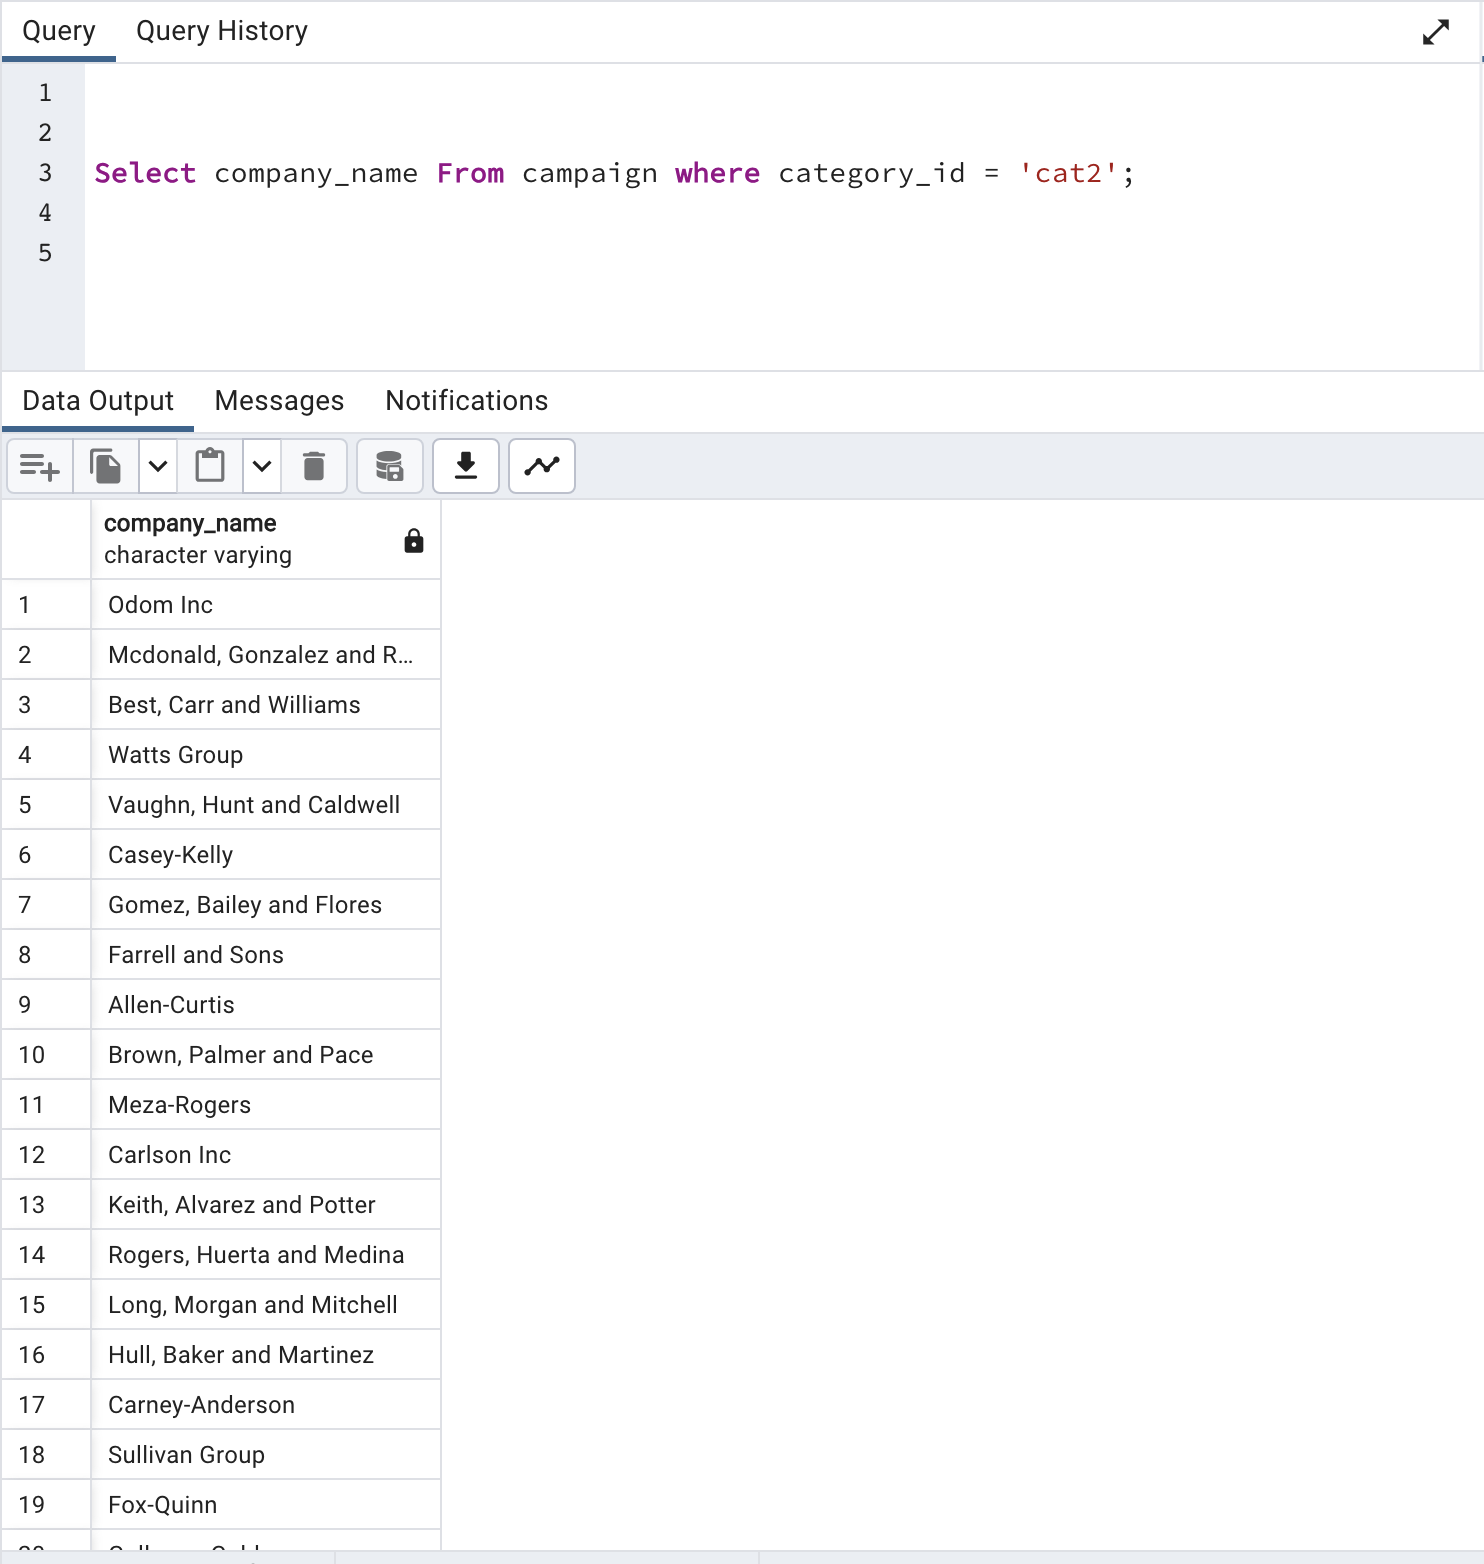 Query Query History
1
2
3 Select company_name From campaign where category_id = 'cat2';
4
5
Data Output Messages Notifications
company_name
character varying
1 Odom Inc
2 Mcdonald, Gonzalez and R...
3 Best, Carr and Williams
4 Watts Group
5 Vaughn, Hunt and Caldwell
6 Casey-Kelly
7 Gomez, Bailey and Flores
8 Farrell and Sons
9 Allen-Curtis
10 Brown, Palmer and Pace
11 Meza-Rogers
12 Carlson Inc
13 Keith, Alvarez and Potter
14 Rogers, Huerta and Medina
15 Long, Morgan and Mitchell
16 Hull, Baker and Martinez
17 Carney-Anderson
18 Sullivan Group
19 Fox-Quinn